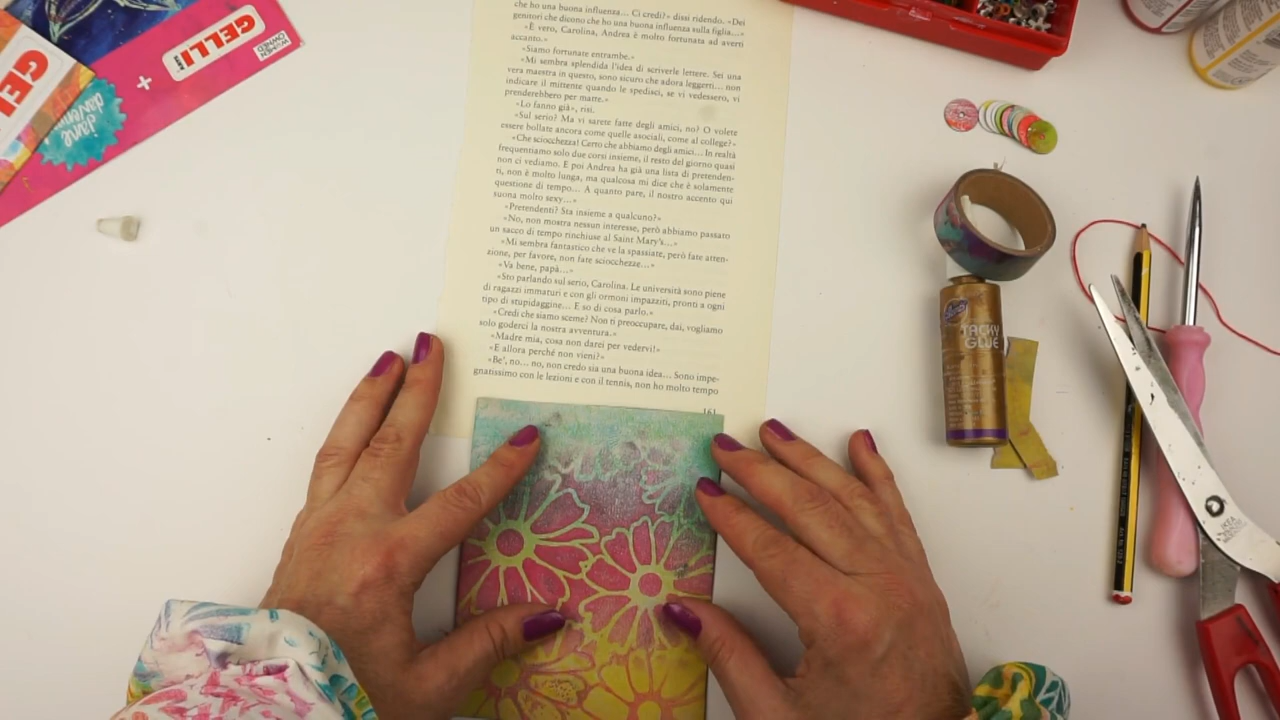 che ho una buona influenza... Ci credi?» dissi ridendo. «Dei
genitori che dicono che ho una buona influenza sulla figlia...»
«È vero, Carolina, Andrea è molto fortunata ad averti
accanto.»
«Siamo fortunate entrambe.»
«Mi sembra splendida l'idea di scriverle lettere. Sei una
vera maestra in questo, sono sicuro che adora leggerti... non
indicare il mittente quando le spedisci, se vi vedessero, vi
prenderebbero per matte.»
«Lo fanno già», risi.
«Sul serio? Ma vi sarete fatte degli amici, no? O volete
essere bollate ancora come quelle asociali, come al college?»
«Che sciocchezza! Certo che abbiamo degli amici... In realtà
frequentiamo solo due corsi insieme, il resto del giorno quasi
non ci vediamo. E poi Andrea ha già una lista di pretenden-
ti, non è molto lunga, ma qualcosa mi dice che è solamente
questione di tempo... A quanto pare, il nostro accento qui
suona molto sexy...»
«Pretendenti? Sta insieme a qualcuno?»
«No, non mostra nessun interesse, però abbiamo passato
un sacco di tempo rinchiuse al Saint Mary's...»
«Mi sembra fantastico che ve la spassiate, però fate atten-
zione, per favore, non fate sciocchezze...»
«Va bene, papà...»
«Sto parlando sul serio, Carolina. Le università sono piene
di ragazzi immaturi e con gli ormoni impazziti, pronti a ogni
tipo di stupidaggine... E so di cosa parlo.»
«Credi che siamo sceme? Non ti preoccupare, dai, vogliamo
solo goderci la nostra avventura.»
«Madre mia, cosa non darei per vedervi!»
«E allora perché non vieni?»
«Be', no... no, non credo sia una buona idea... Sono impe-
gnatissimo con le lezioni e con il tennis, non ho molto tempo
161
GELLI
WOMEN
OWNED
+
GEL
jane
davenport
TACKY
GLUE
IKEA